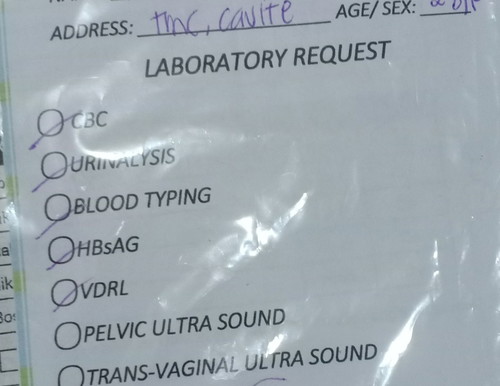 ADDRESS: tmc, cavite AGE/ SEX:
LABORATORY REQUEST
CBC
URINALYSIS
BLOOD TYPING
HBsAG
VDRL
PELVIC ULTRA SOUND
TRANS-VAGINAL ULTRA SOUND